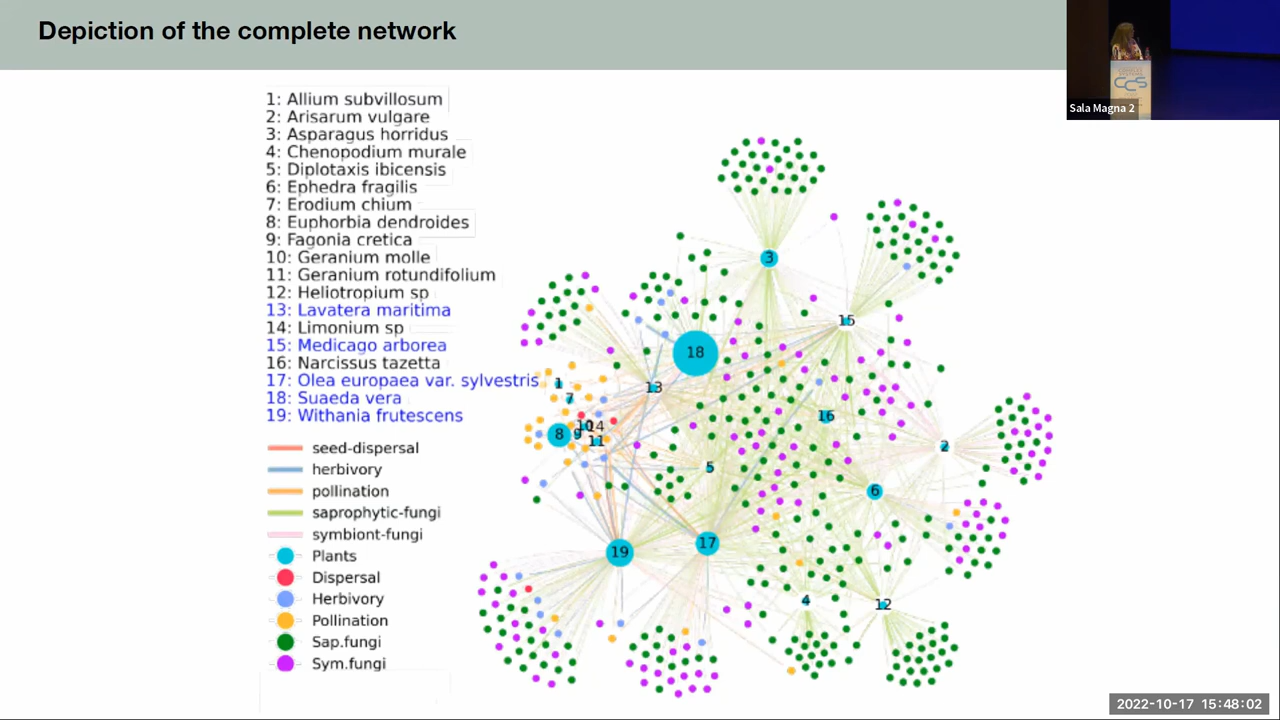 Depiction of the complete network
Sala Magna 2
CCS
1: Allium subvillosum
2: Arisarum vulgare
3: Asparagus horridus
4: Chenopodium murale
5: Diplotaxis ibicensis
6: Ephedra fragilis
7: Erodium chium
8: Euphorbia dendroides
9: Fagonia cretica
10: Geranium molle
11: Geranium rotundifolium
12: Heliotropium sp
13: Lavatera maritima
14: Limonium sp
15: Medicago arborea
16: Narcissus tazetta
17: Olea europaea var. sylvestris
18: Suaeda vera
19: Withania frutescens
seed-dispersal
herbivory
pollination
saprophytic-fungi
symbiont-fungi
Plants
Dispersal
Herbivory
Pollination
Sap.fungi
Sym.fungi
3
15
18
1
13
7
16
10
14
8
9
11
2
5
6
17
19
4
12
2022-10-17 15:48:02